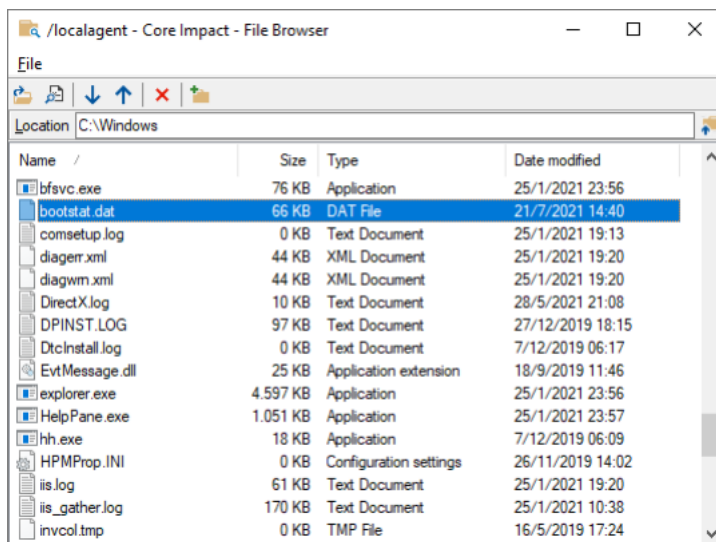 /localagent - Core Impact - File Browser
File
Location C:\Windows
Name Size Type Date modified
bfsvc.exe 76 KB Application 25/1/2021 23:56
bootstat.dat 66 KB DAT File 21/7/2021 14:40
comsetup.log 0 KB Text Document 25/1/2021 19:13
diagerr.xml 44 KB XML Document 25/1/2021 19:20
diagwrn.xml 44 KB XML Document 25/1/2021 19:20
DirectX.log 10 KB Text Document 28/5/2021 21:08
DPINST.LOG 97 KB Text Document 27/12/2019 18:15
DtcInstall.log 0 KB Text Document 7/12/2019 06:17
EvtMessage.dll 25 KB Application extension 18/9/2019 11:46
explorer.exe 4.597 KB Application 25/1/2021 23:56
HelpPane.exe 1.051 KB Application 25/1/2021 23:57
hh.exe 18 KB Application 7/12/2019 06:09
HPMProp.INI 0 KB Configuration settings 26/11/2019 14:02
iis.log 61 KB Text Document 25/1/2021 19:20
iis_gather.log 170 KB Text Document 25/1/2021 10:38
invcol.tmp 0 KB TMP File 16/5/2019 17:24